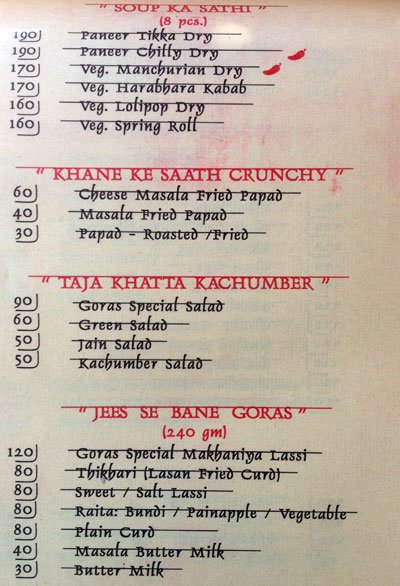 " SOUP KA SATHI "
(8 pcs.)
190 Paneer Tikka Dry
190 Paneer Chilly Dry
170 Veg. Manchurian Dry
170 Veg. Harabhara Kabab
160 Veg. Lolipop Dry
160 Veg. Spring Roll
" KHANE KE SAATH CRUNCHY "
60 Cheese Masala Fried Papad
40 Masala Fried Papad
30 Papad - Roasted /Fried
" TAJA KHATTA KACHUMBER "
90 Goras Special Salad
60 Green Salad
50 Jain Salad
50 Kachumber Salad
" JEES SE BANE GORAS "
(240 gm)
120 Goras Special Makhaniya Lassi
80 Thikhari (Lasan Fried Curd)
80 Sweet / Salt Lassi
80 Raita: Bundi / Painapple / Vegetable
80 Plain Curd
40 Masala Butter Milk
30 Butter Milk